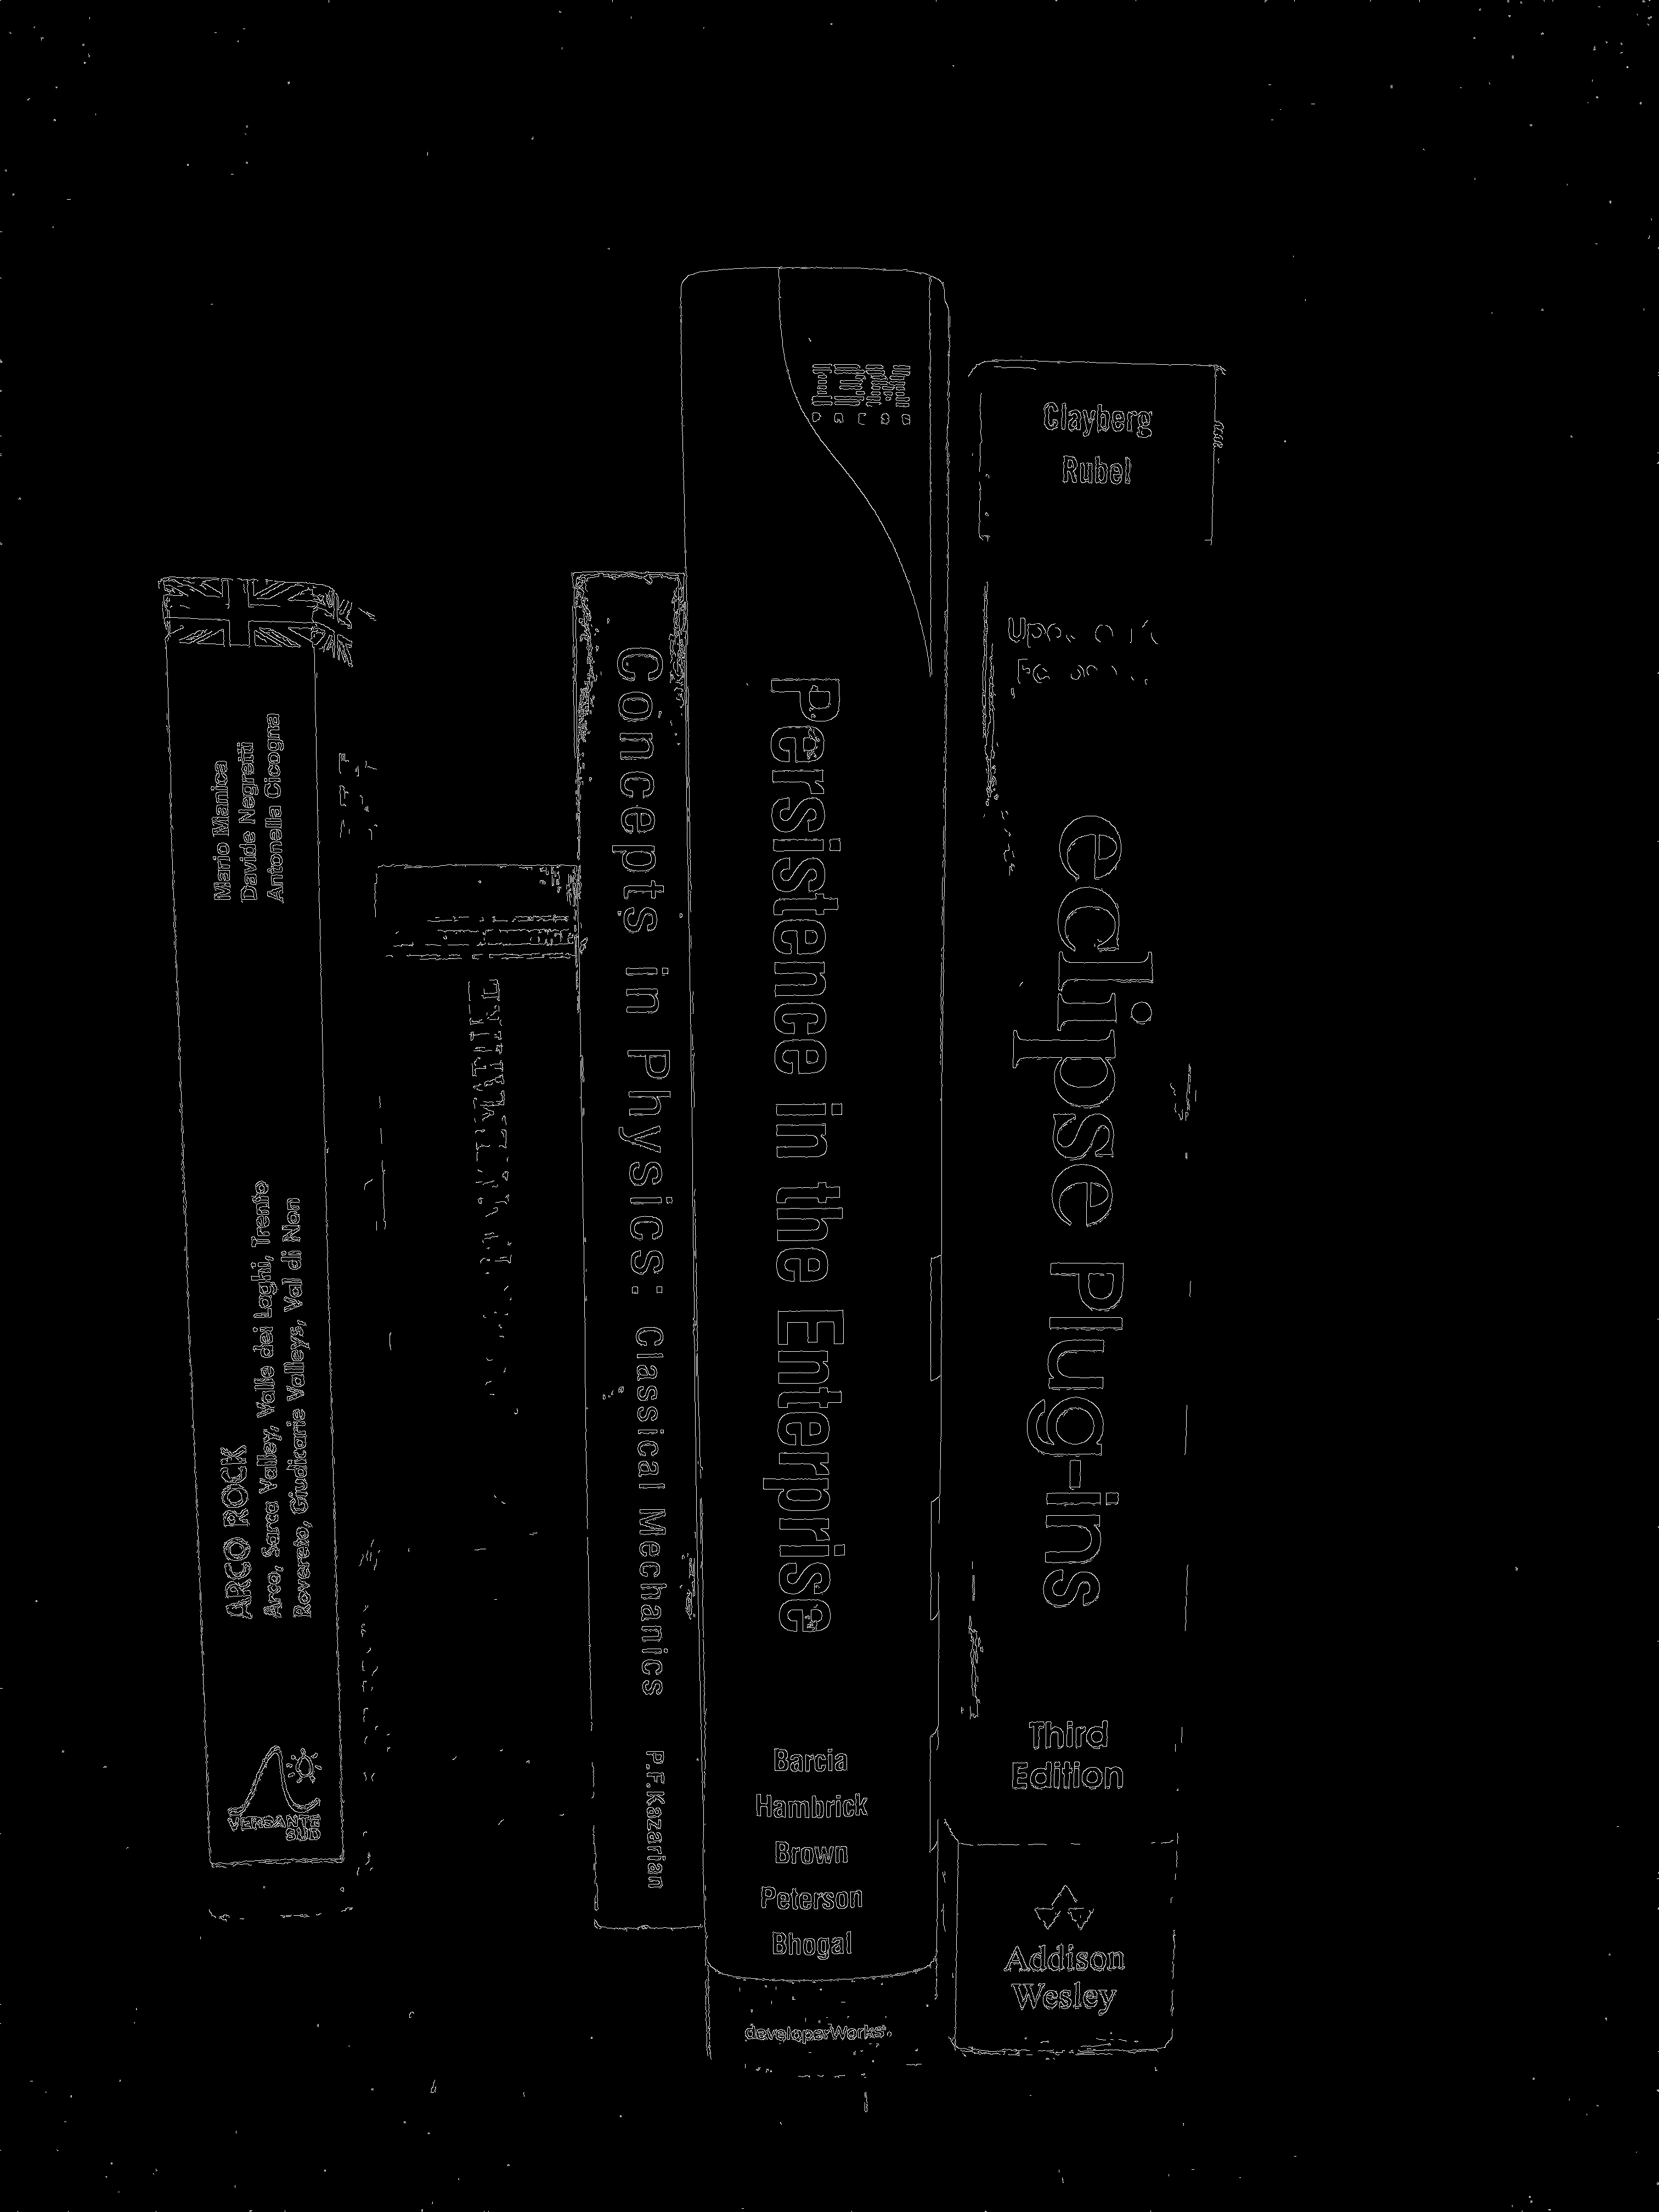 Mario Manica
Davide Negretti
Antonella Cicogna
ARCO ROCK
Arco, Sarca Valley, Valle dei Laghi, Trento
Rovereto, Giudicarie Valleys, Val di Non
VERSANTE
SUD
Concepts in Physics: Classical Mechanics
P.F.Kazarian
IBM
PRESS
Persistence in the Enterprise
Barcia
Hambrick
Brown
Peterson
Bhogal
developerWorks.
Clayberg
Rubel
eclipse Plug-ins
Third
Edition
Addison
Wesley